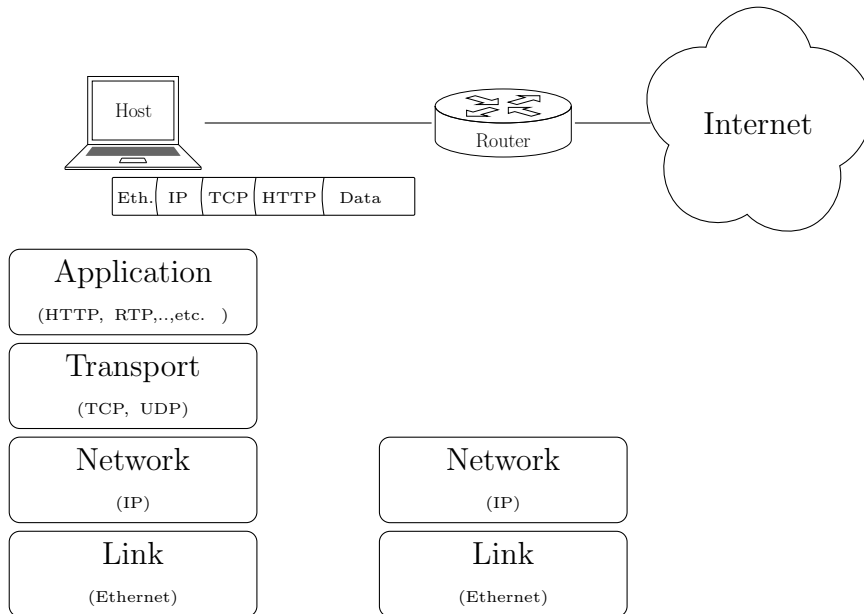 Host
Router
Internet
Eth. IP TCP HTTP Data
Application
(HTTP, RTP,..,etc. )
Transport
(TCP, UDP)
Network
(IP)
Link
(Ethernet)
Network
(IP)
Link
(Ethernet)